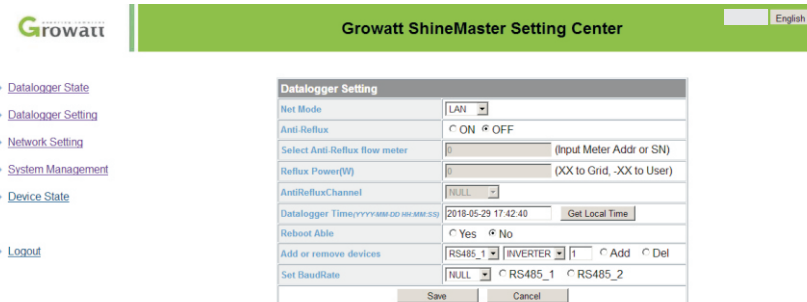 Growatt
Growatt ShineMaster Setting Center
English
Datalogger State
Datalogger Setting
Network Setting
System Management
Device State
Logout
Datalogger Setting
Net Mode LAN
Anti-Reflux ON OFF
Select Anti-Reflux flow meter 0 (Input Meter Addr or SN)
Reflux Power(W) 0 (XX to Grid, -XX to User)
AntiRefluxChannel NULL
Datalogger Time(YYYY-MM-DD HH:MM:SS) 2018-05-29 17:42:40 Get Local Time
Reboot Able Yes No
Add or remove devices RS485_1 INVERTER 1 Add Del
Set BaudRate NULL RS485_1 RS485_2
Save Cancel